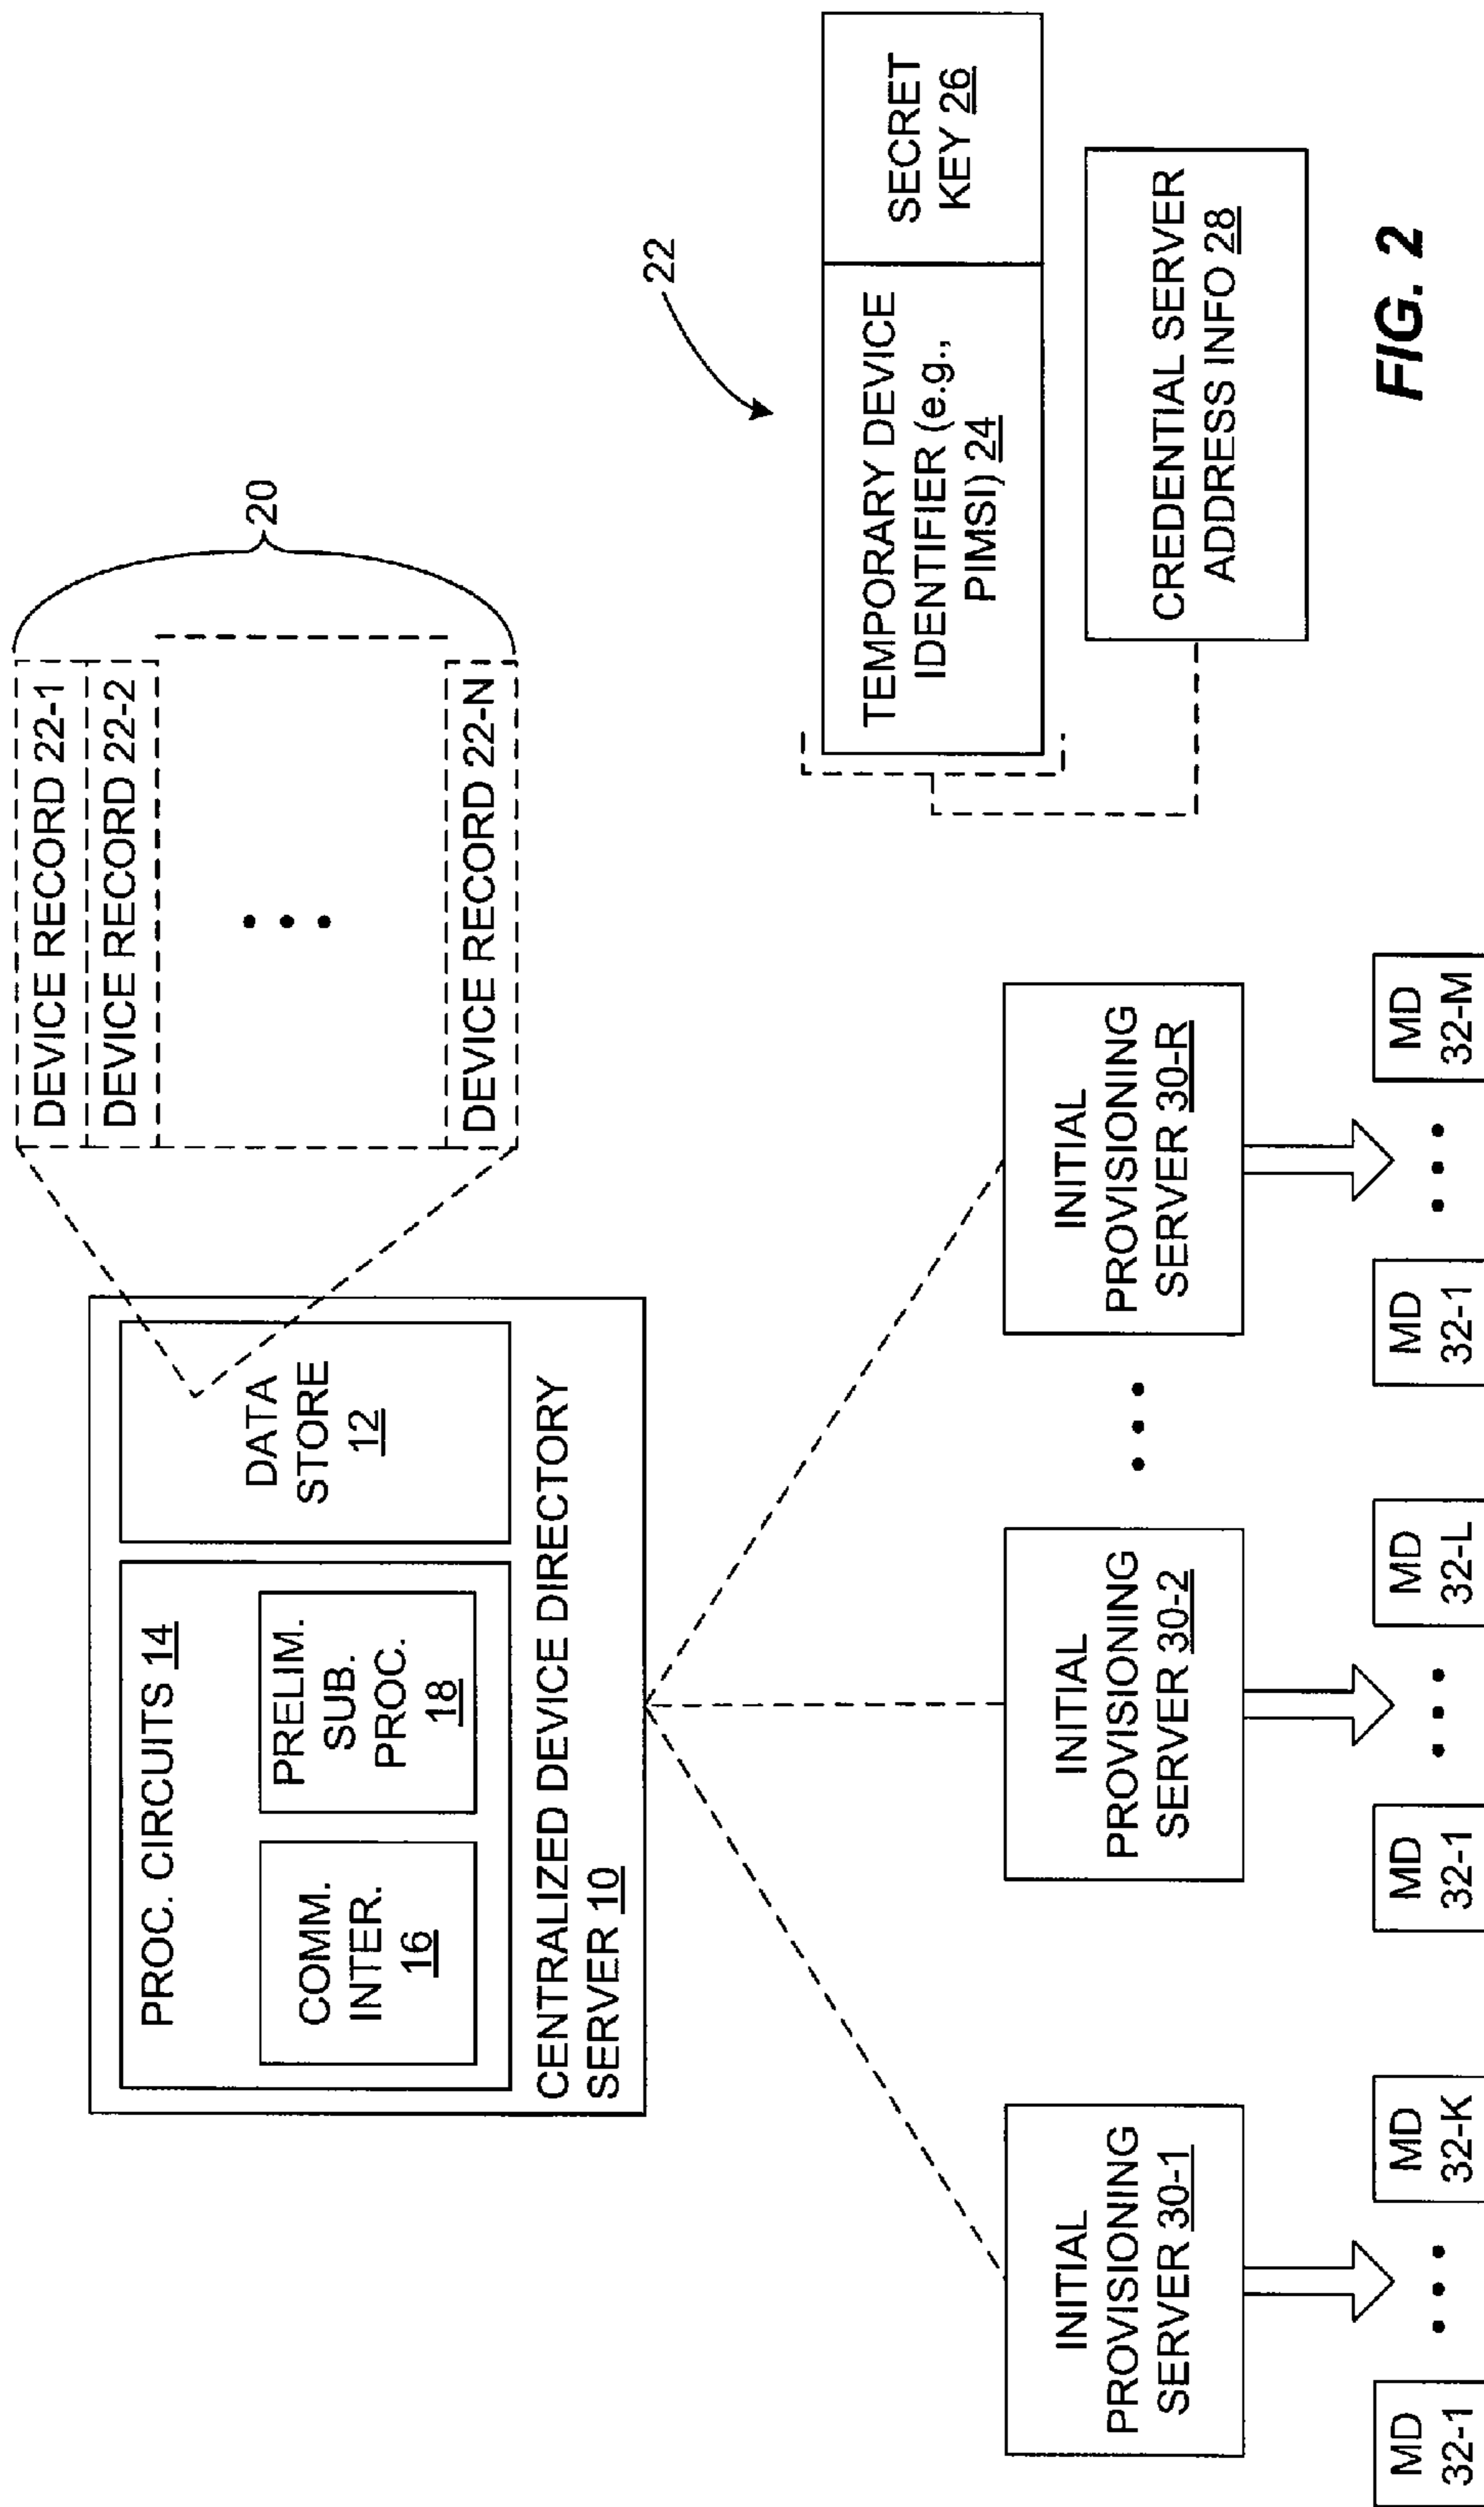 PROC. CIRCUITS 14
COMM.
INTER.
16
PRELIM.
SUB.
PROC.
18
DATA
STORE
12
CENTRALIZED DEVICE DIRECTORY
SERVER 10
DEVICE RECORD 22-1
DEVICE RECORD 22-2
DEVICE RECORD 22-N
20
22
TEMPORARY DEVICE
IDENTIFIER (e.g.,
PIMSI) 24
SECRET
KEY 26
CREDENTIAL SERVER
ADDRESS INFO 28
INITIAL
PROVISIONING
SERVER 30-1
INITIAL
PROVISIONING
SERVER 30-2
INITIAL
PROVISIONING
SERVER 30-R
MD
32-1
MD
32-K
MD
32-1
MD
32-L
MD
32-1
MD
32-M
FIG. 2